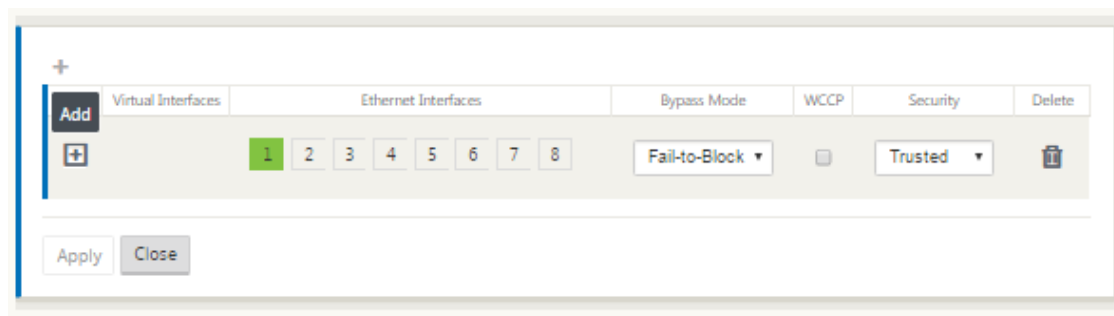 +
Add
Virtual Interfaces
Ethernet Interfaces
Bypass Mode
WCCP
Security
Delete
1 2 3 4 5 6 7 8
Fail-to-Block
Trusted
Apply
Close